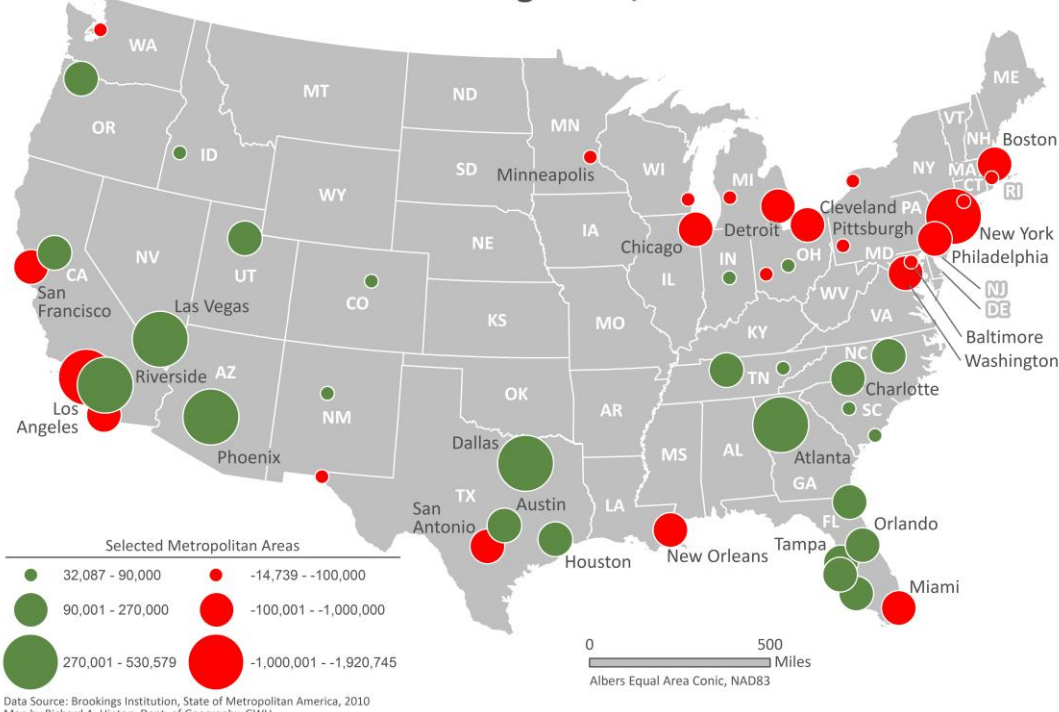 WA
MT
ND
MN
ME
VT
NH
Boston
OR
ID
SD
Minneapolis
WI
MI
NY
MA
CT
RI
WY
IA
Chicago
Detroit
Cleveland
Pittsburgh
PA
New York
Philadelphia
NE
IL
IN
OH
MD
NJ
DE
NV
UT
CO
CA
San
Francisco
Las Vegas
KS
MO
WV
VA
KY
Baltimore
Washington
Riverside
Los
Angeles
AZ
Phoenix
NM
OK
AR
TN
NC
Charlotte
SC
Dallas
MS
AL
Atlanta
GA
TX
Austin
San
Antonio
Houston
LA
New Orleans
FL
Orlando
Tampa
Miami
Selected Metropolitan Areas
32,087 - 90,000
-14,739 - -100,000
90,001 - 270,000
-100,001 - -1,000,000
270,001 - 530,579
-1,000,001 - -1,920,745
0 500
Miles
Albers Equal Area Conic, NAD83
Data Source: Brookings Institution, State of Metropolitan America, 2010